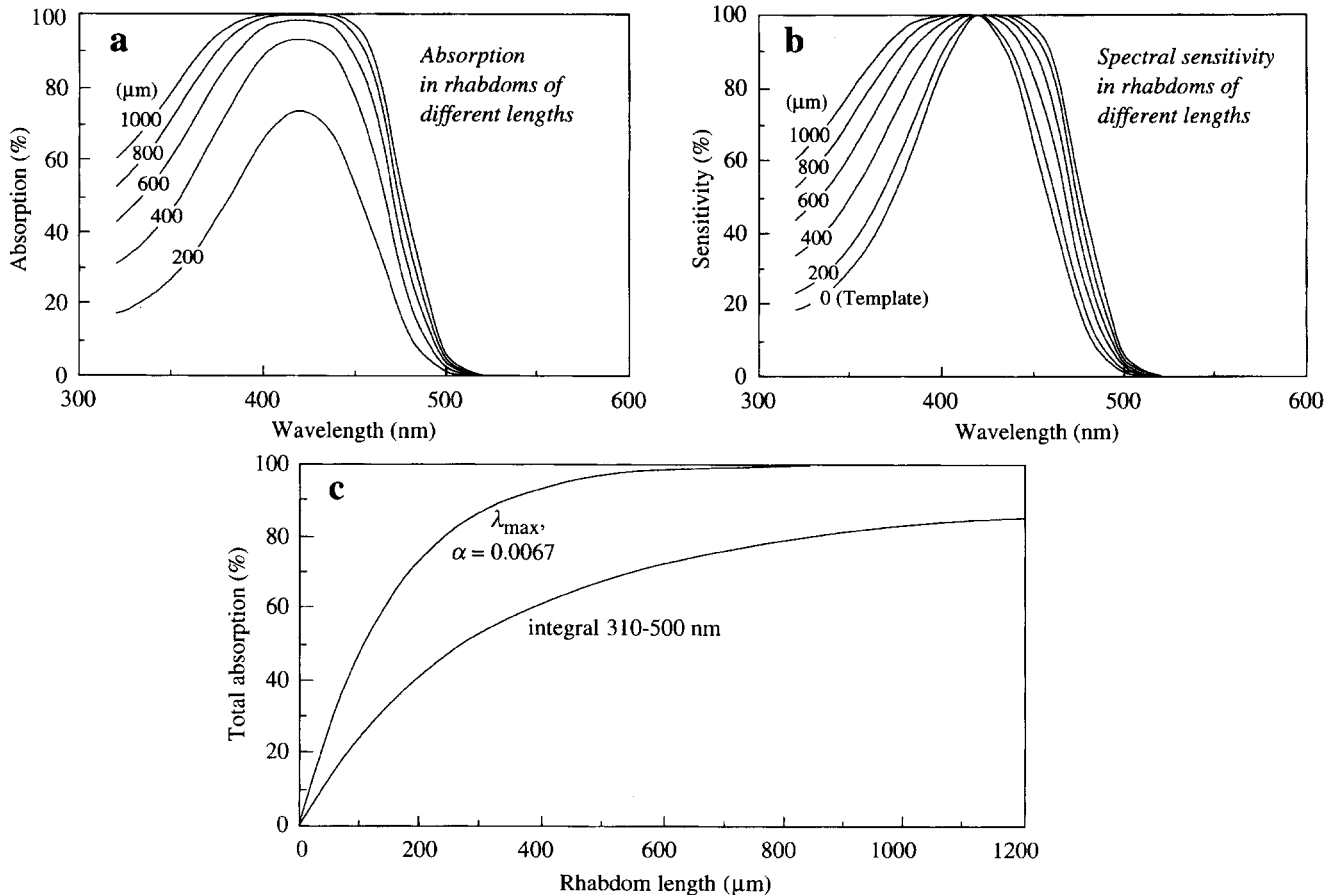 a
Absorption
in rhabdoms of
different lengths
(µm)
1000
800
600
400
200
Absorption (%)
100
80
60
40
20
0
300
400
500
600
Wavelength (nm)
b
Spectral sensitivity
in rhabdoms of
different lengths
(µm)
1000
800
600
400
200
0 (Template)
Sensitivity (%)
100
80
60
40
20
0
300
400
500
600
Wavelength (nm)
c
λmax,
α = 0.0067
integral 310-500 nm
Total absorption (%)
100
80
60
40
20
0
0
200
400
600
800
1000
1200
Rhabdom length (µm)